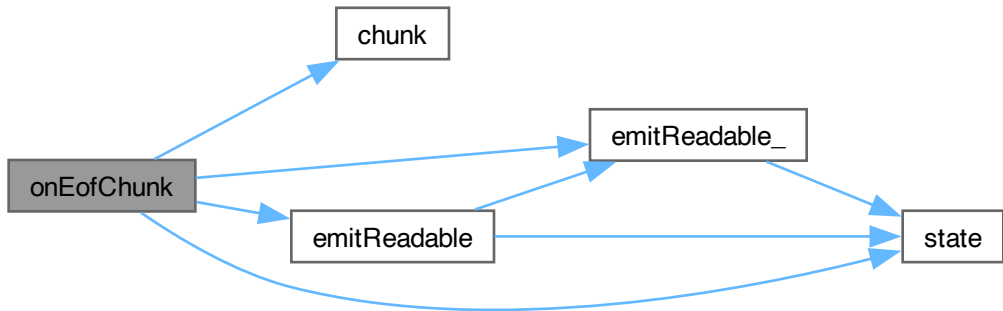 chunk
emitReadable_
onEofChunk
emitReadable
state